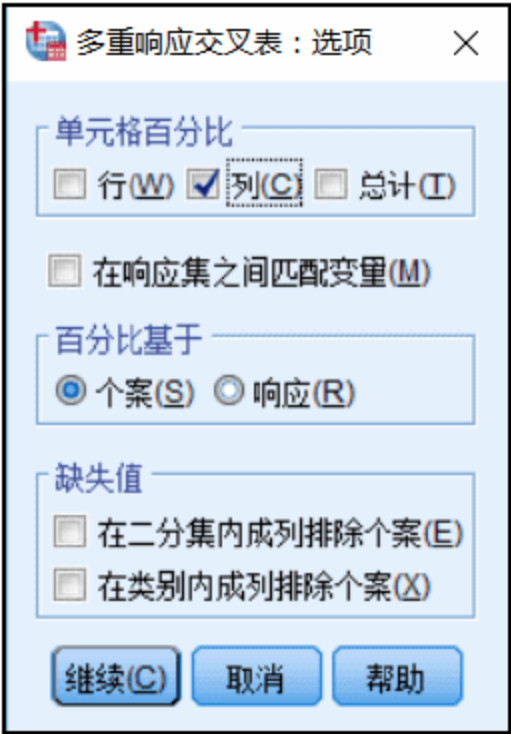 多重响应交叉表：选项
单元格百分比
行(W) 列(C) 总计(T)
在响应集之间匹配变量(M)
百分比基于
个案(S) 响应(R)
缺失值
在二分集内成列排除个案(E)
在类别内成列排除个案(X)
继续(C) 取消 帮助